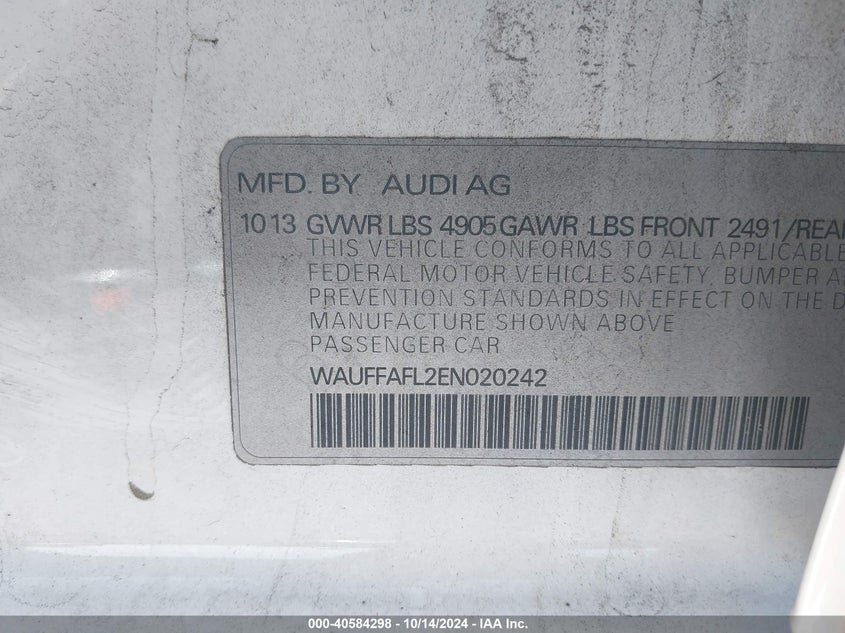 MFD. BY AUDI AG
10 13 GVWR LBS 4905 GAWR LBS FRONT 2491/REAR
THIS VEHICLE CONFORMS TO ALL APPLICABLE
FEDERAL MOTOR VEHICLE SAFETY, BUMPER A
PREVENTION STANDARDS IN EFFECT ON THE D
MANUFACTURE SHOWN ABOVE
PASSENGER CAR
WAUFFAFL2EN020242
000-40584298 - 10/14/2024 - IAA Inc.